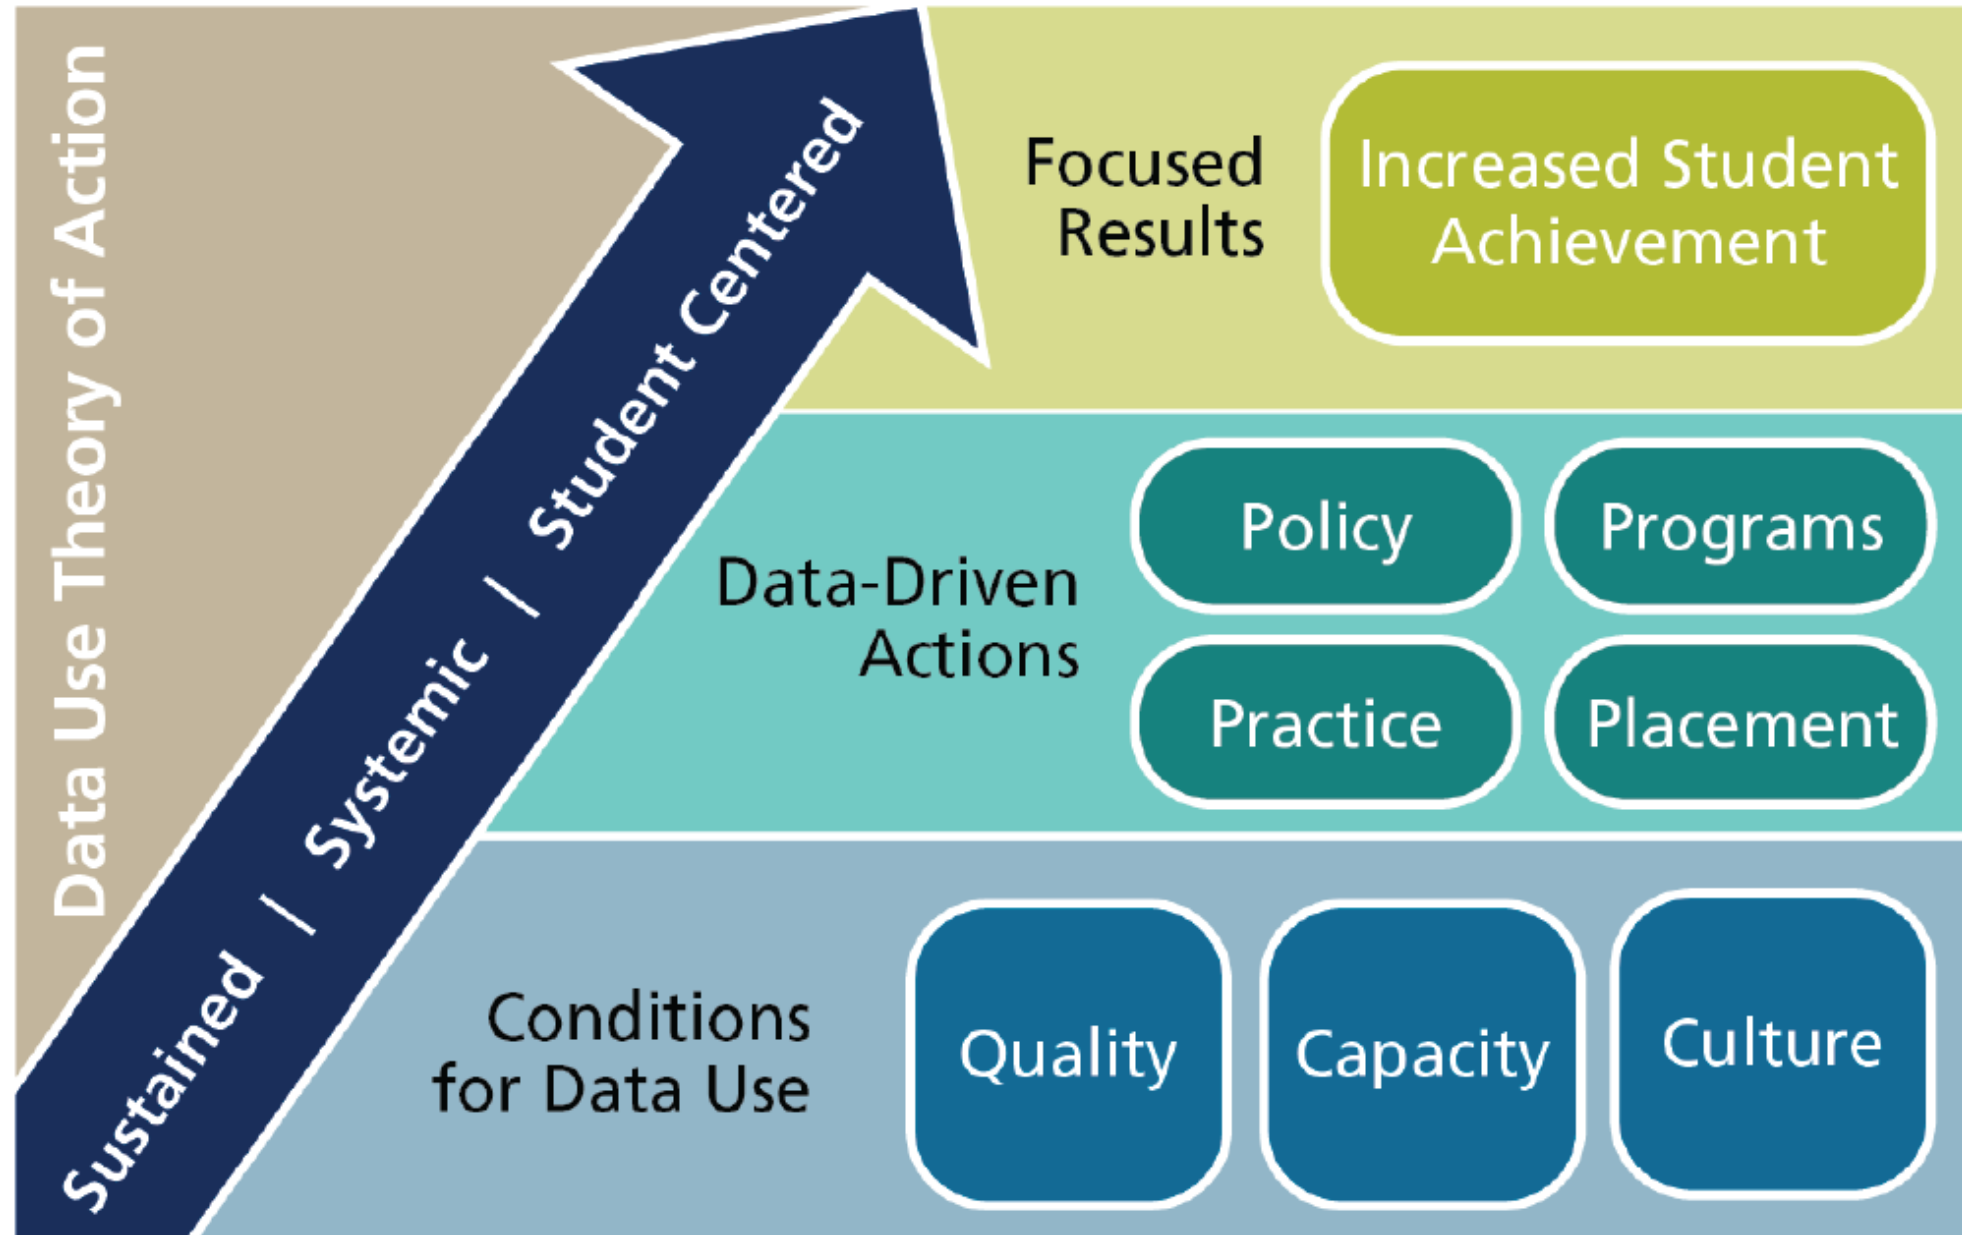 Data Use Theory of Action
Sustained | Systemic | Student Centered
Focused
Results
Increased Student
Achievement
Data-Driven
Actions
Policy
Programs
Practice
Placement
Conditions
for Data Use
Quality
Capacity
Culture